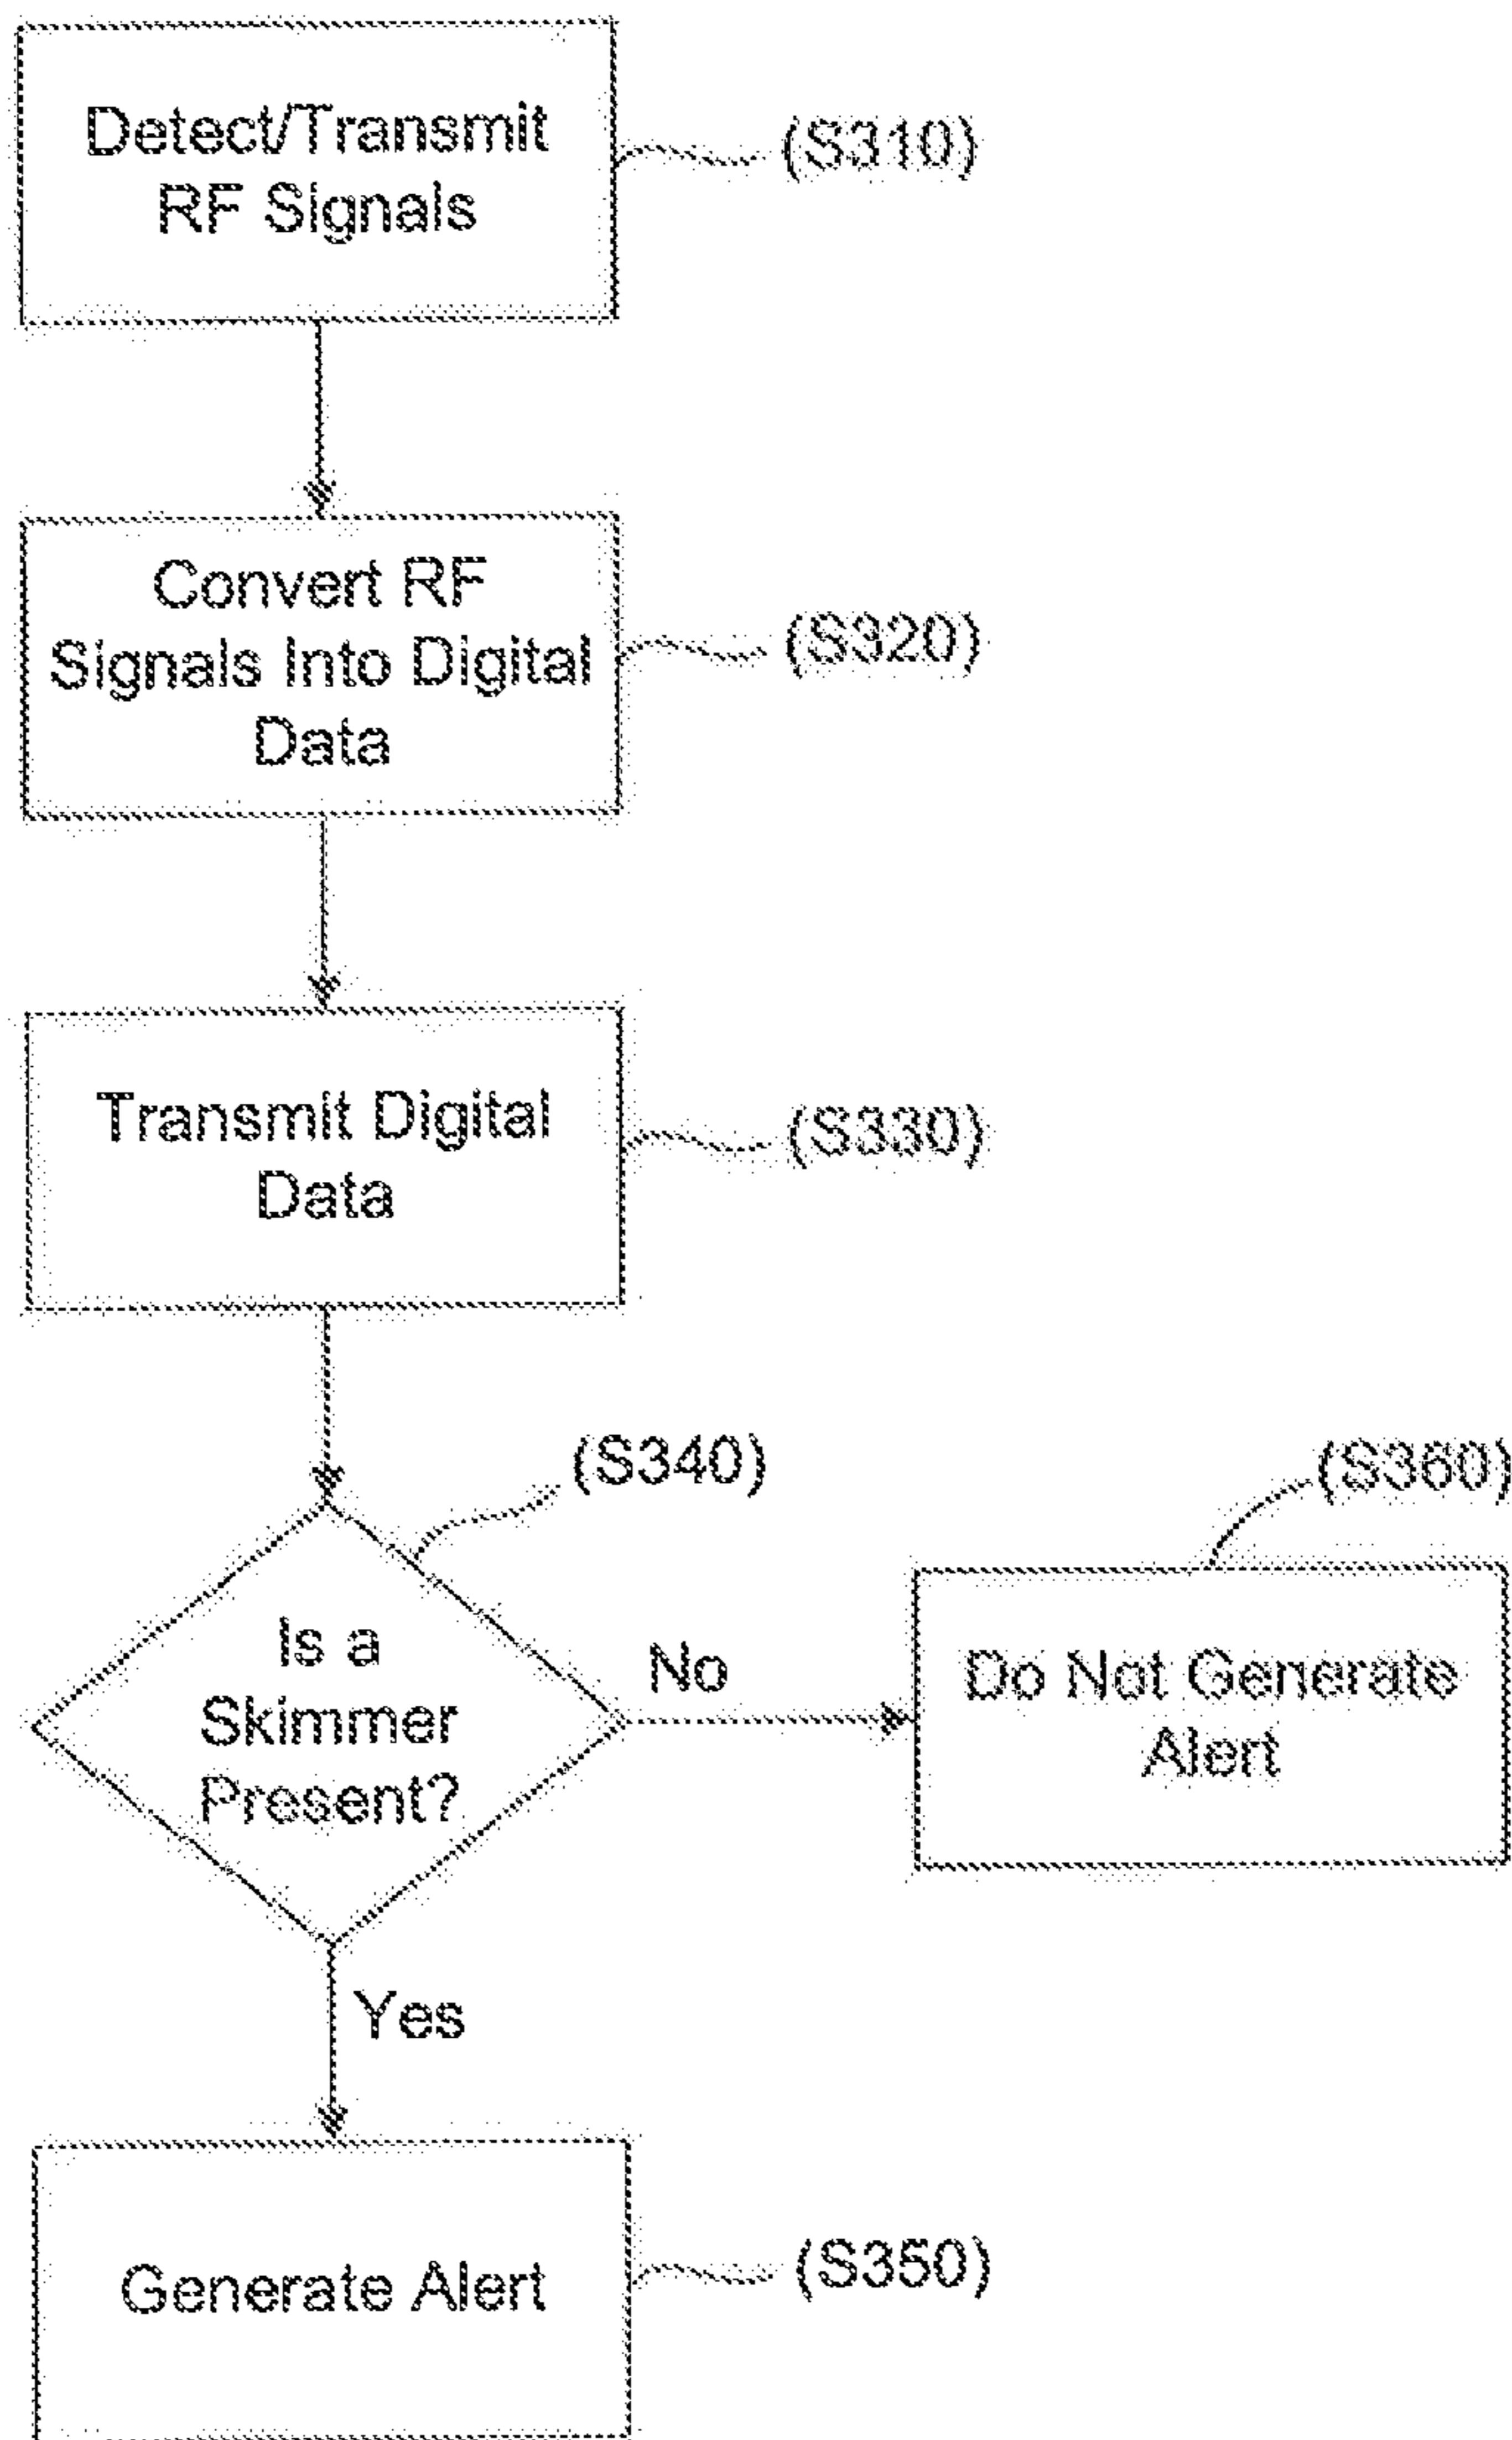 Detect/Transmit
RF Signals
(S310)
Convert RF
Signals Into Digital
Data
(S320)
Transmit Digital
Data
(S330)
(S340)
(S360)
Is a
Skimmer
Present?
No
Do Not Generate
Alert
Yes
Generate Alert
(S350)